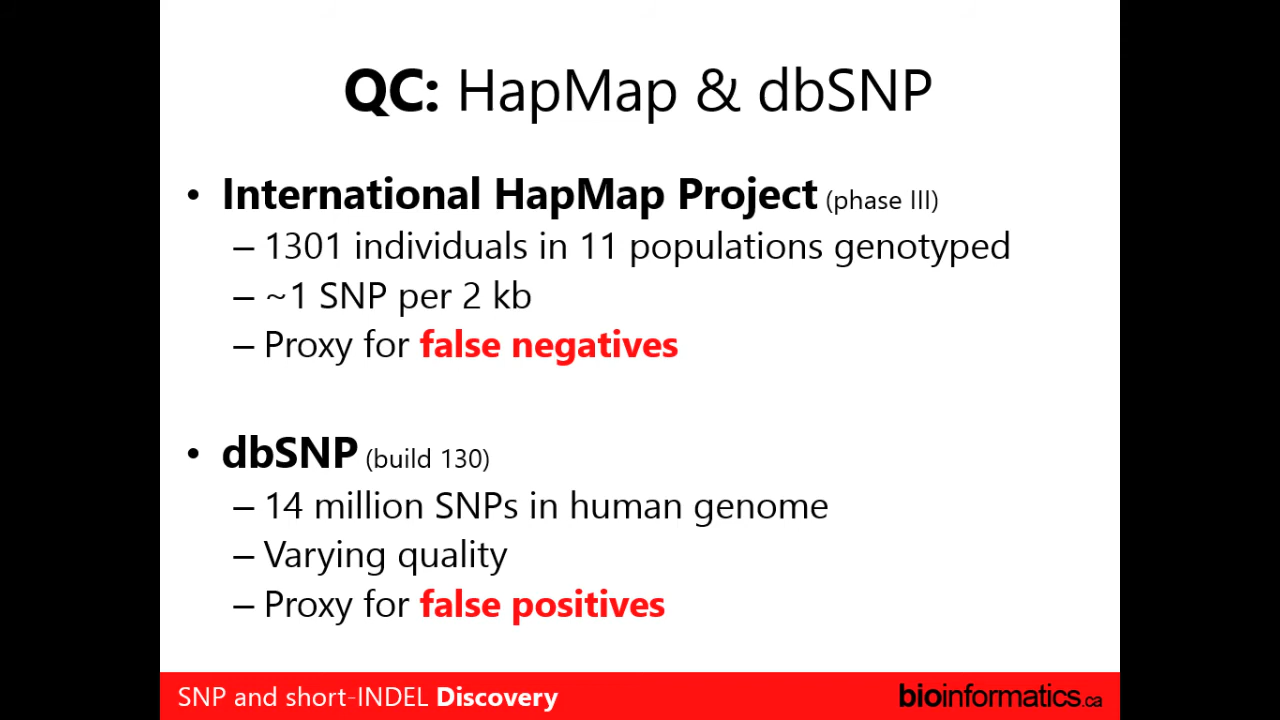 QC: HapMap & dbSNP
• International HapMap Project (phase III)
– 1301 individuals in 11 populations genotyped
– ~1 SNP per 2 kb
– Proxy for false negatives
• dbSNP (build 130)
– 14 million SNPs in human genome
– Varying quality
– Proxy for false positives
SNP and short-INDEL Discovery
bioinformatics.ca